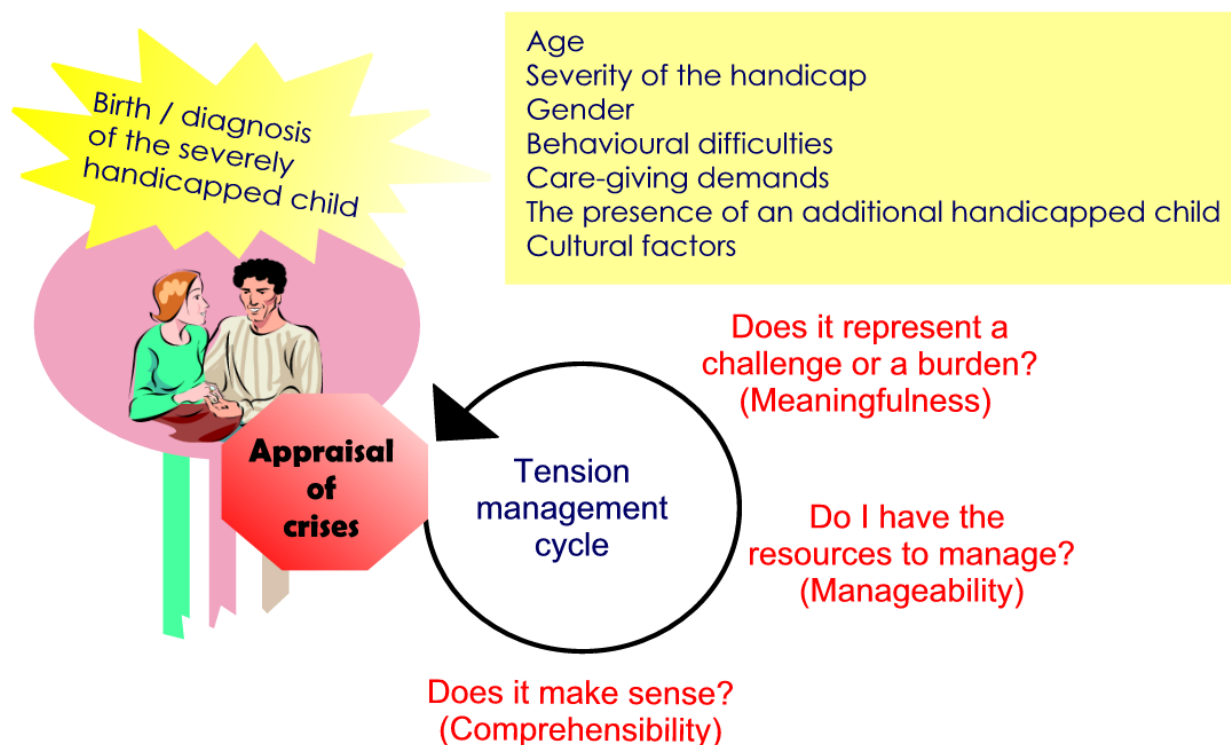 Birth / diagnosis
of the severely
handicapped child
Age
Severity of the handicap
Gender
Behavioural difficulties
Care-giving demands
The presence of an additional handicapped child
Cultural factors
Does it represent a
challenge or a burden?
(Meaningfulness)
Appraisal
of
crises
Tension
management
cycle
Do I have the
resources to manage?
(Manageability)
Does it make sense?
(Comprehensibility)